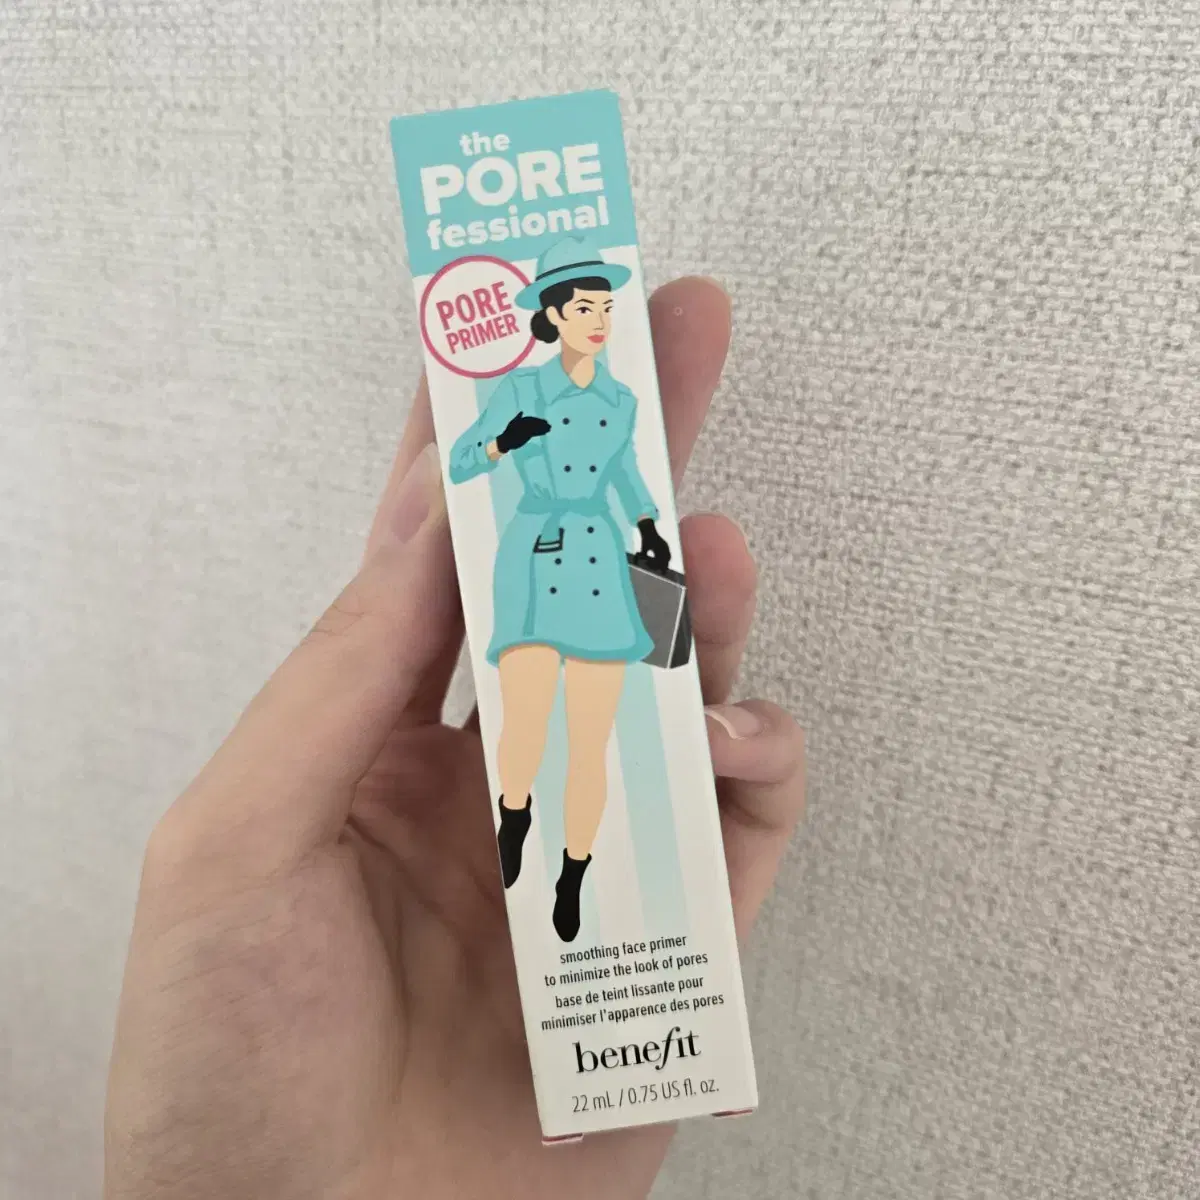 the
PORE
fessional
PORE
PRIMER
smoothing face primer
to minimize the look of pores
base de teint lissante pour
minimiser l'apparence des pores
benefit
22 mL / 0.75 US fl. oz.